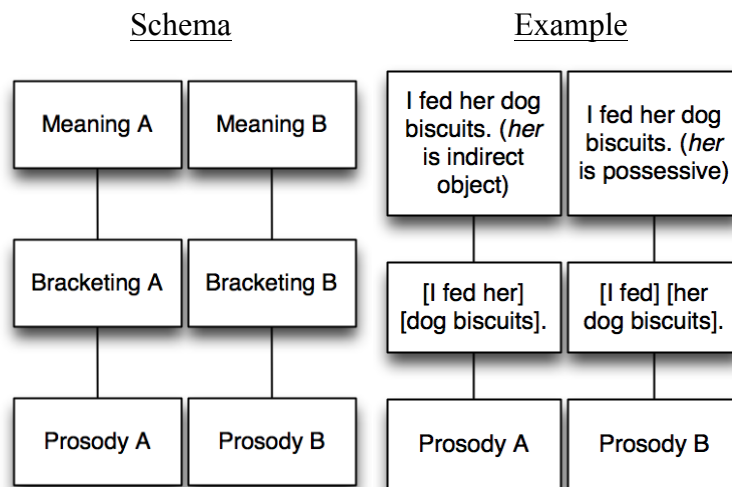 Schema
Example
Meaning A
Meaning B
I fed her dog
biscuits. (her
is indirect
object)
I fed her dog
biscuits. (her
is possessive)
Bracketing A
Bracketing B
[I fed her]
[dog biscuits].
[I fed] [her
dog biscuits].
Prosody A
Prosody B
Prosody A
Prosody B